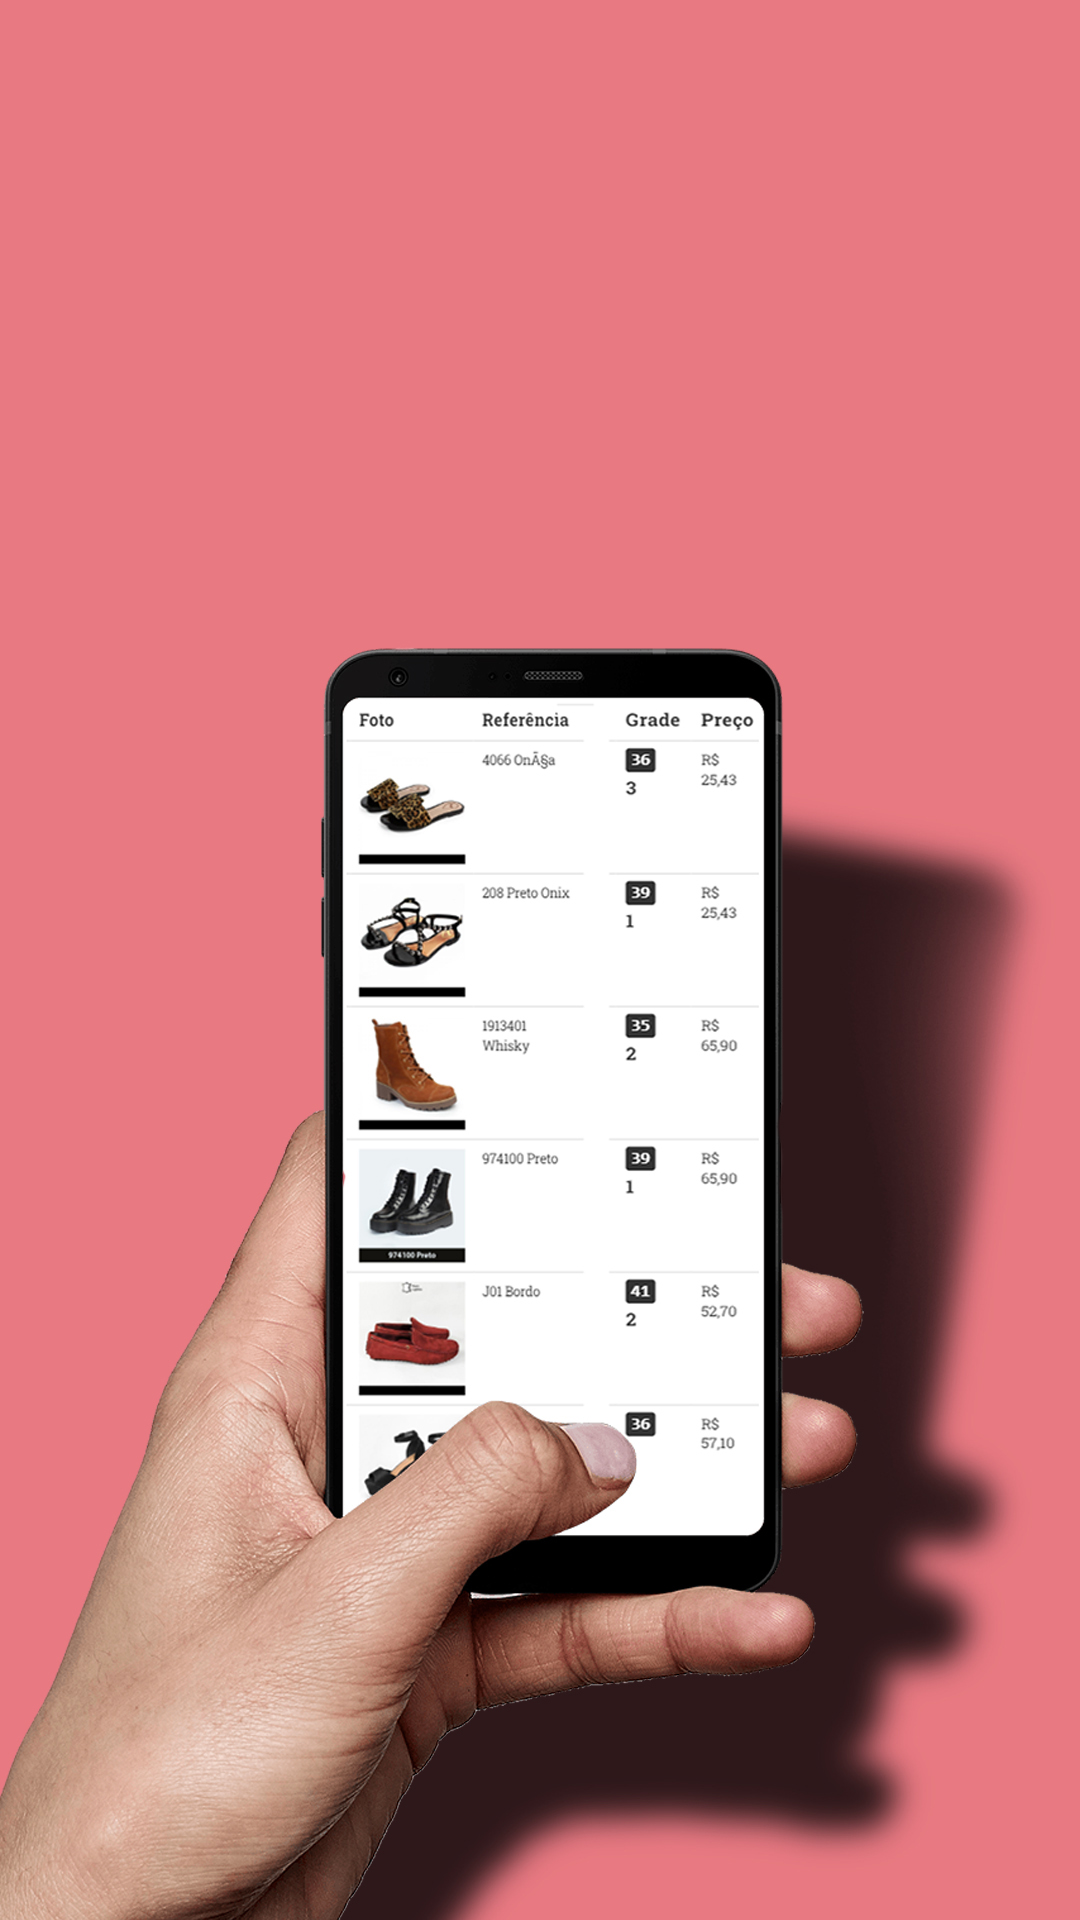 Foto Referência Grade Preço
4066 OnÃ§a 36 R$
3 25,43
208 Preto Onix 39 R$
1 25,43
1913401 35 R$
Whisky 2 65,90
974100 Preto 39 R$
1 65,90
974100 Preto
J01 Bordo 41 R$
2 52,70
36 R$
57,10